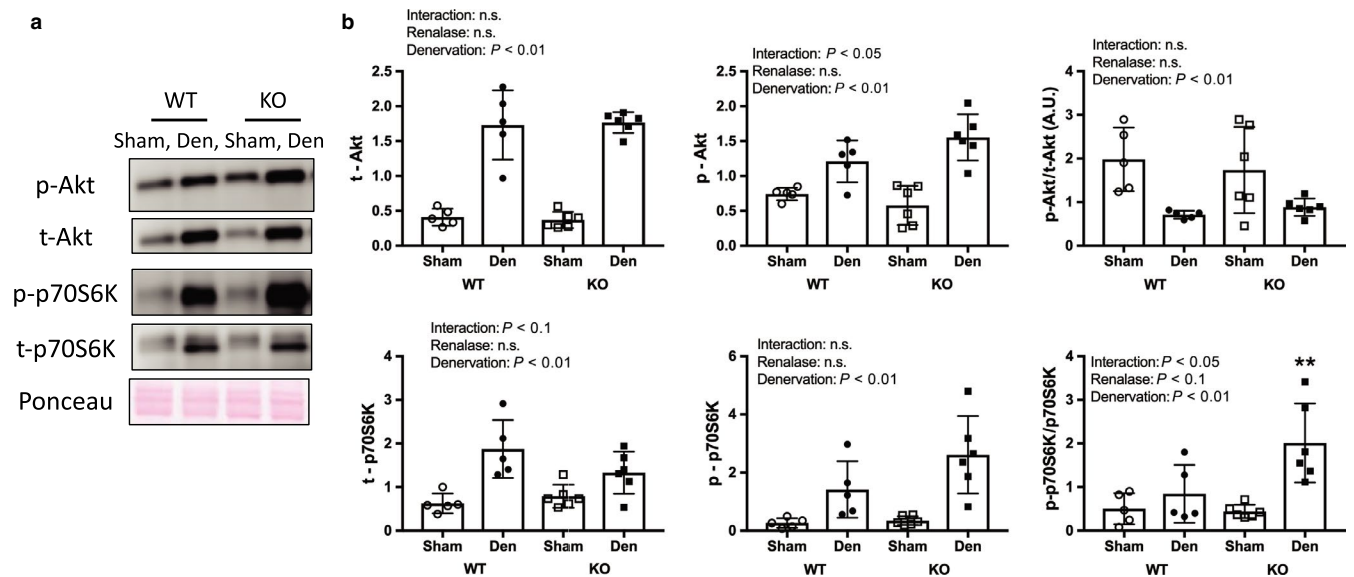 a
WT KO
Sham, Den, Sham, Den
p-Akt
t-Akt
p-p70S6K
t-p70S6K
Ponceau
b
Interaction: n.s.
Renalase: n.s.
Denervation: P < 0.01
t - Akt
2.5
2.0
1.5
1.0
0.5
0.0
Sham Den Sham Den
WT KO
Interaction: P < 0.05
Renalase: n.s.
Denervation: P < 0.01
p - Akt
2.5
2.0
1.5
1.0
0.5
0.0
Sham Den Sham Den
WT KO
Interaction: n.s.
Renalase: n.s.
Denervation: P < 0.01
p-Akt/t-Akt (A.U.)
4
3
2
1
0
Sham Den Sham Den
WT KO
Interaction: P < 0.1
Renalase: n.s.
Denervation: P < 0.01
t - p70S6K
4
3
2
1
0
Sham Den Sham Den
WT KO
Interaction: n.s.
Renalase: n.s.
Denervation: P < 0.01
p - p70S6K
6
4
2
0
Sham Den Sham Den
WT KO
Interaction: P < 0.05
Renalase: P < 0.1
Denervation: P < 0.01
**
p-p70S6K/p70S6K
4
3
2
1
0
Sham Den Sham Den
WT KO